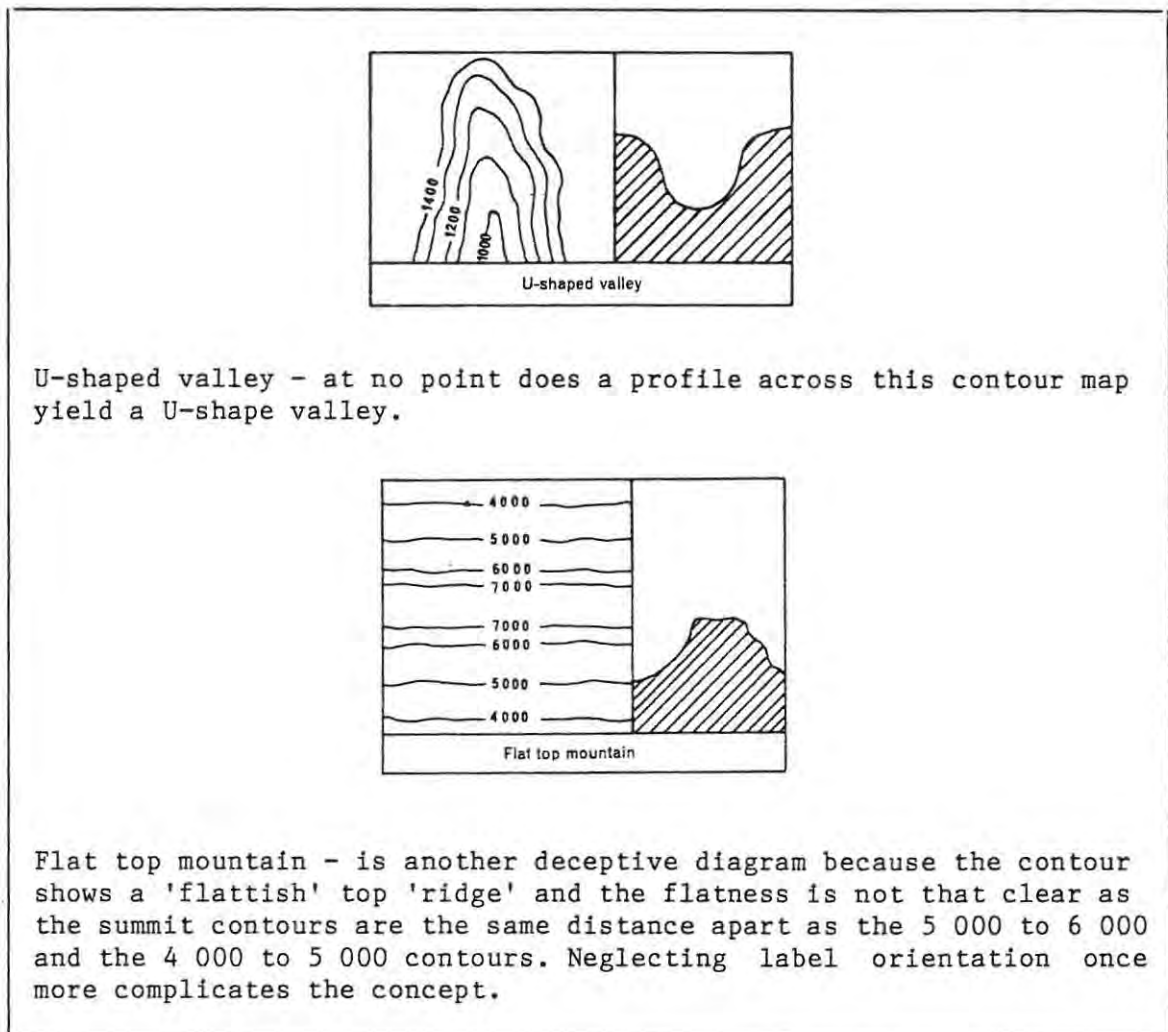 1400
1200
1000
U-shaped valley
U-shaped valley - at no point does a profile across this contour map
yield a U-shape valley.
4000
5000
6000
7000
7000
6000
5000
4000
Flat top mountain
Flat top mountain - is another deceptive diagram because the contour
shows a 'flattish' top 'ridge' and the flatness is not that clear as
the summit contours are the same distance apart as the 5 000 to 6 000
and the 4 000 to 5 000 contours. Neglecting label orientation once
more complicates the concept.